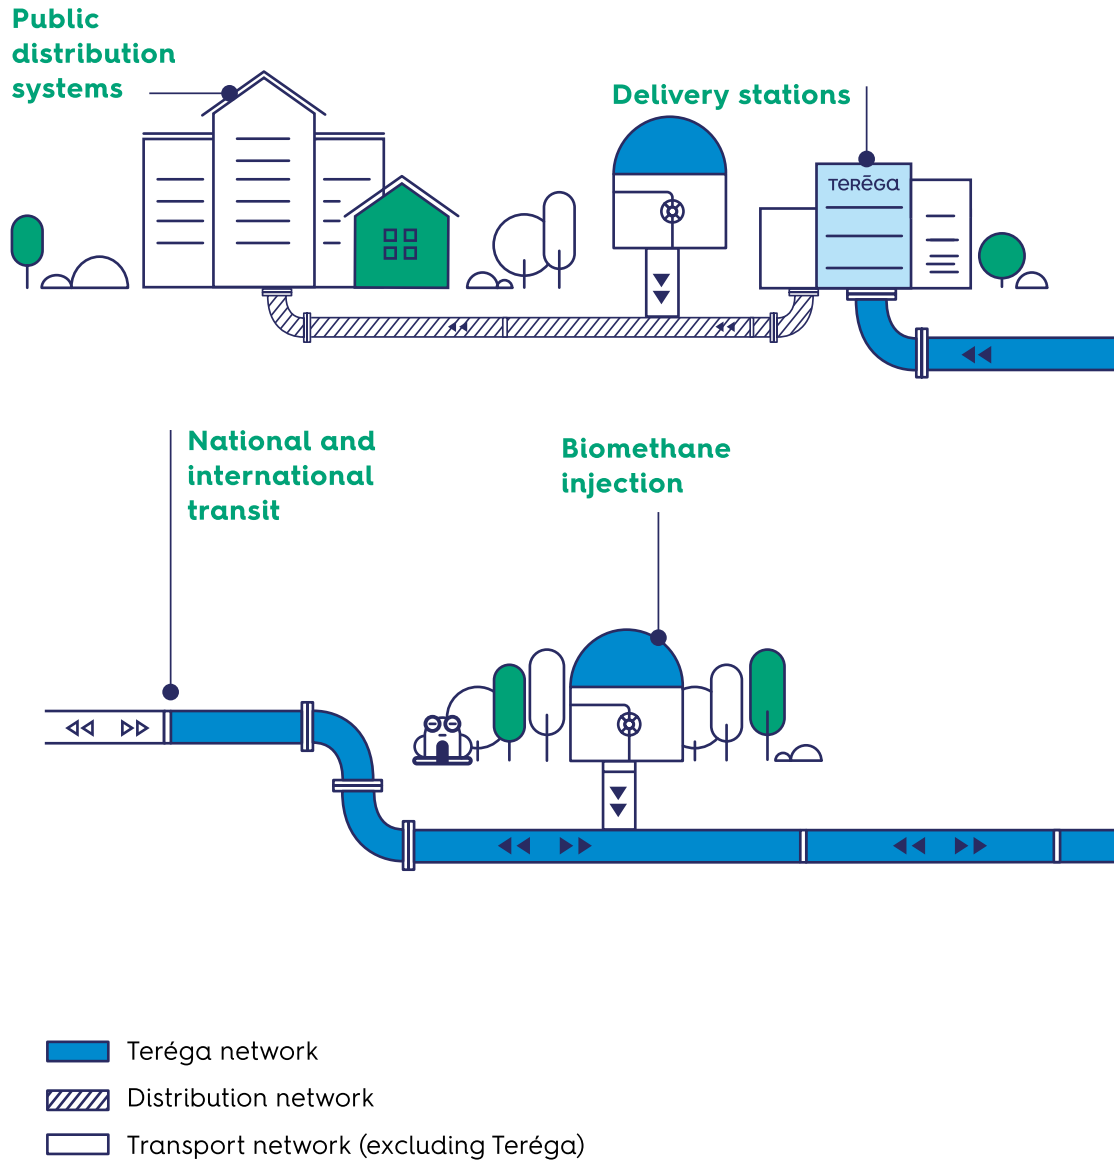 Public
distribution
systems
Delivery stations
TERĒGA
National and
international
transit
Biomethane
injection
Teréga network
Distribution network
Transport network (excluding Teréga)